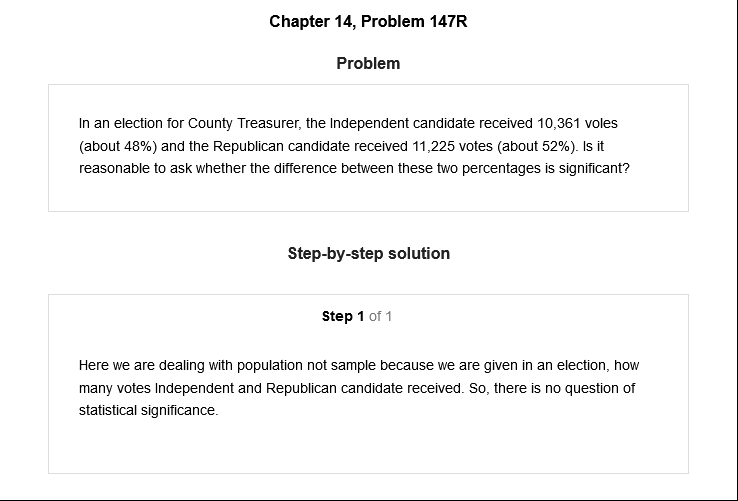 Chapter 14, Problem 147R
Problem
In an election for County Treasurer, the Independent candidate received 10,361 voles
(about 48%) and the Republican candidate received 11,225 votes (about 52%). Is it
reasonable to ask whether the difference between these two percentages is significant?
Step-by-step solution
Step 1 of 1
Here we are dealing with population not sample because we are given in an election, how
many votes Independent and Republican candidate received. So, there is no question of
statistical significance.